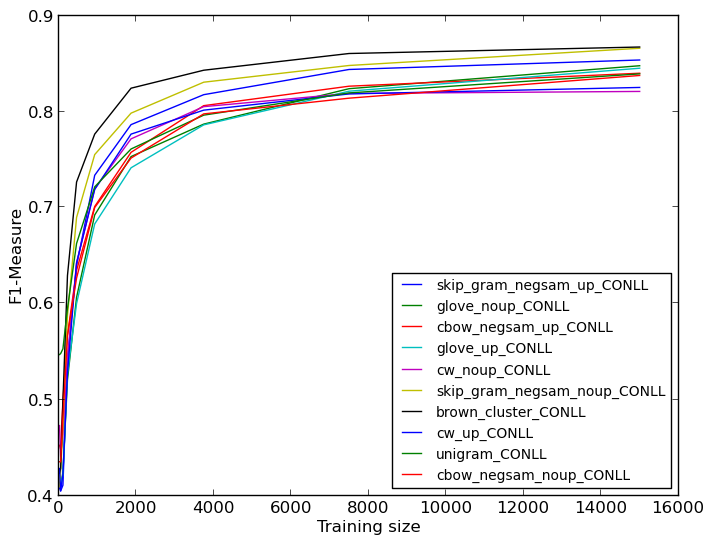 0.9
0.8
0.7
0.6
0.5
0.4
F1-Measure
skip_gram_negsam_up_CONLL
glove_noup_CONLL
cbow_negsam_up_CONLL
glove_up_CONLL
cw_noup_CONLL
skip_gram_negsam_noup_CONLL
brown_cluster_CONLL
cw_up_CONLL
unigram_CONLL
cbow_negsam_noup_CONLL
0 2000 4000 6000 8000 10000 12000 14000 16000
Training size